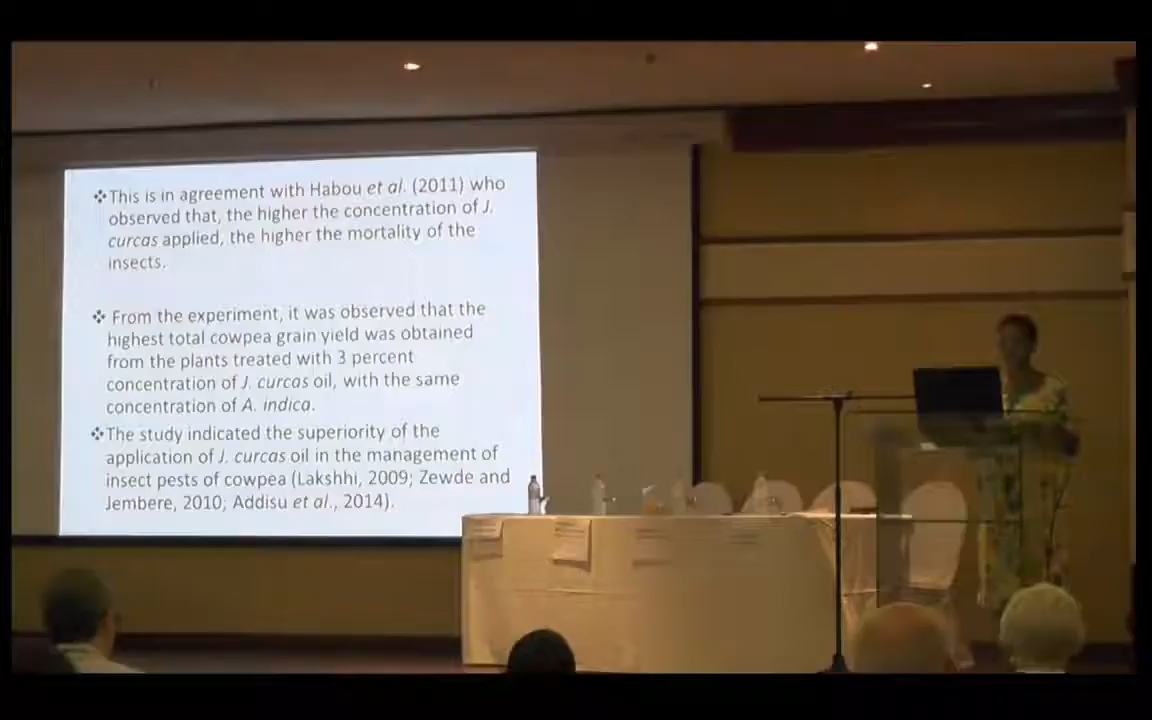 ❖This is in agreement with Habou et al. (2011) who
observed that, the higher the concentration of J.
curcas applied, the higher the mortality of the
insects.
❖ From the experiment, it was observed that the
highest total cowpea grain yield was obtained
from the plants treated with 3 percent
concentration of J. curcas oil, with the same
concentration of A. indica.
❖The study indicated the superiority of the
application of J. curcas oil in the management of
insect pests of cowpea (Lakshhi, 2009; Zewde and
Jembere, 2010; Addisu et al., 2014).